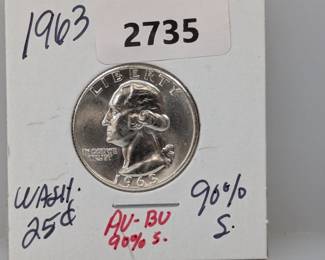 1963
2735
LIBERTY
IN GOD WE
TRUST
1963
WASH.
25¢
AU-BU
90% S.
90%
S.